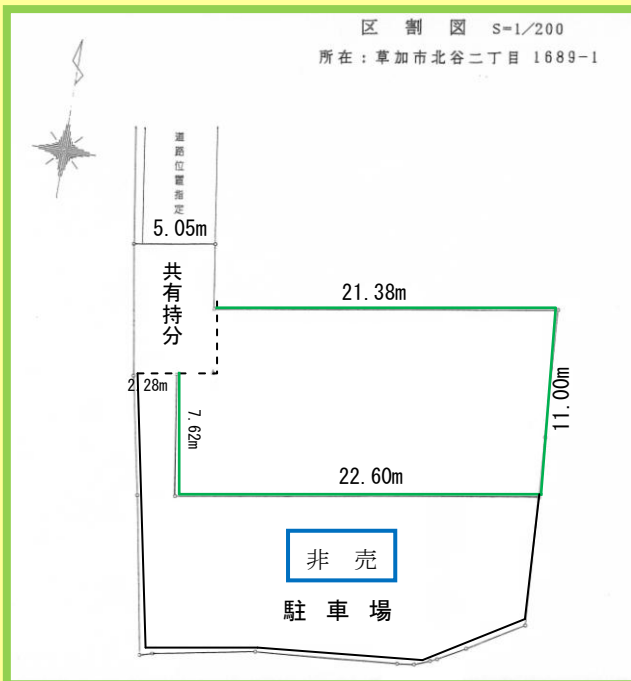 区 割 図 S=1/200
所在：草加市北谷二丁目 1689-1
道路位置指定
5.05m
共有持分
21.38m
2.28m
7.62m
11.00m
22.60m
非 売
駐 車 場